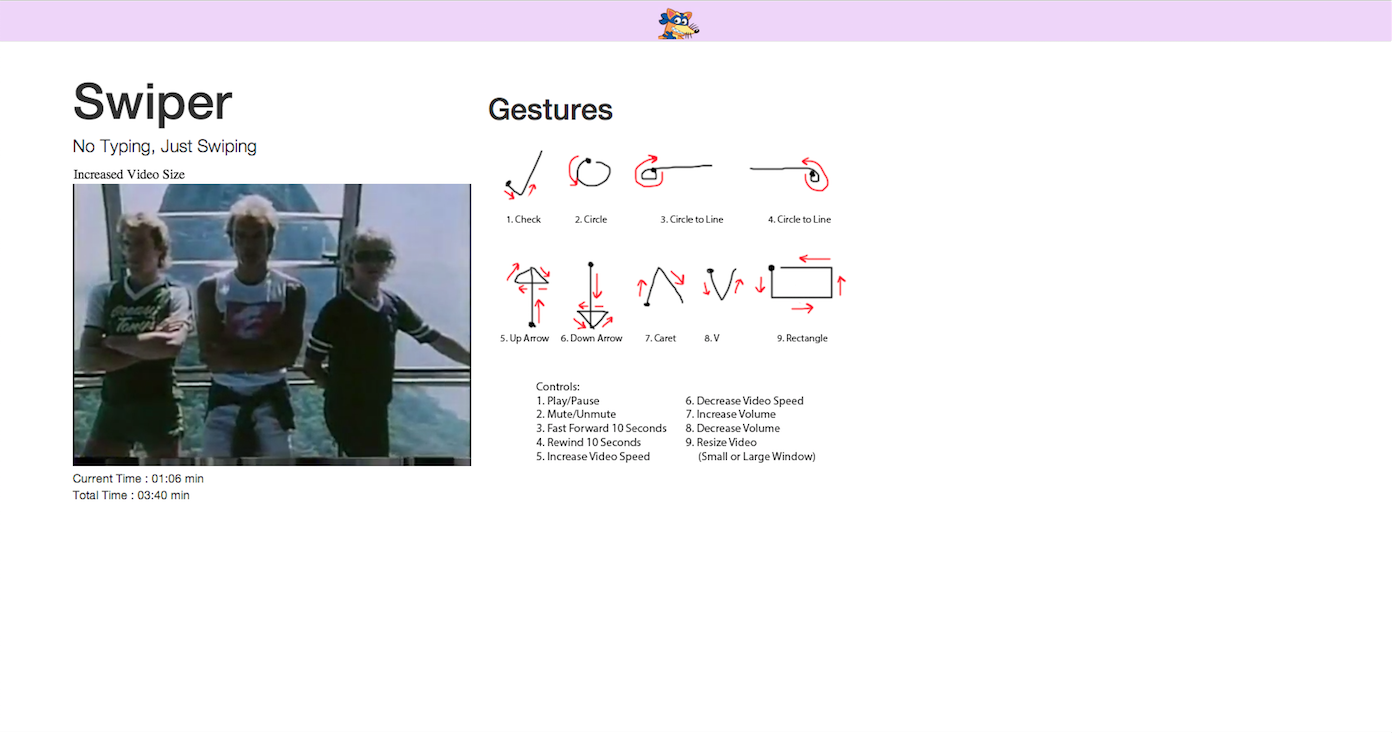 Swiper
No Typing, Just Swiping
Increased Video Size
Current Time : 01:06 min
Total Time : 03:40 min
Gestures
1. Check
2. Circle
3. Circle to Line
4. Circle to Line
5. Up Arrow
6. Down Arrow
7. Caret
8. V
9. Rectangle
Controls:
1. Play/Pause
2. Mute/Unmute
3. Fast Forward 10 Seconds
4. Rewind 10 Seconds
5. Increase Video Speed
6. Decrease Video Speed
7. Increase Volume
8. Decrease Volume
9. Resize Video
(Small or Large Window)